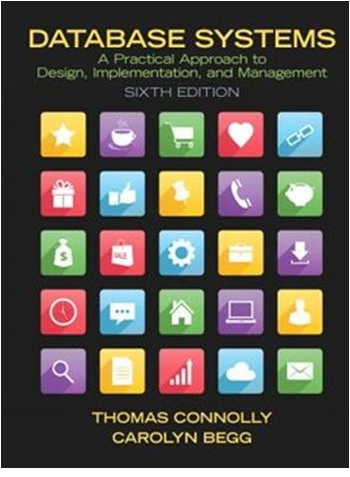 DATABASE SYSTEMS
A Practical Approach to
Design, Implementation, and Management
SIXTH EDITION
$
SALE
THOMAS CONNOLLY
CAROLYN BEGG